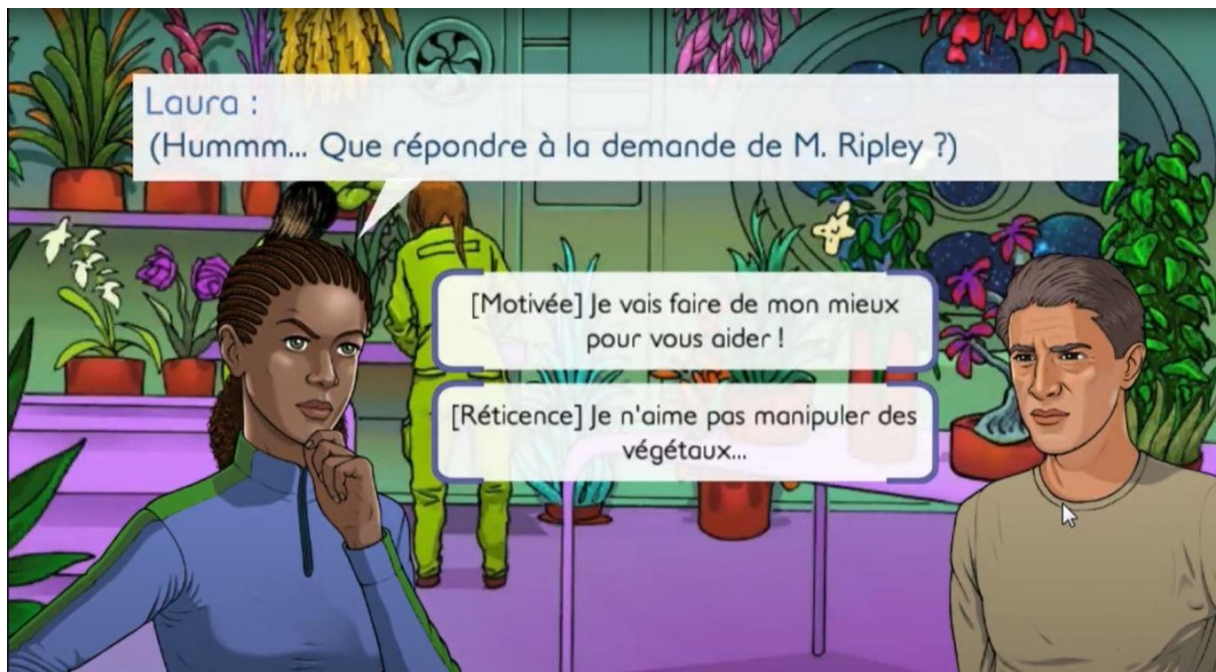 Laura :
(Hummm... Que répondre à la demande de M. Ripley ?)
[Motivée] Je vais faire de mon mieux
pour vous aider !
[Réticence] Je n'aime pas manipuler des
végétaux...